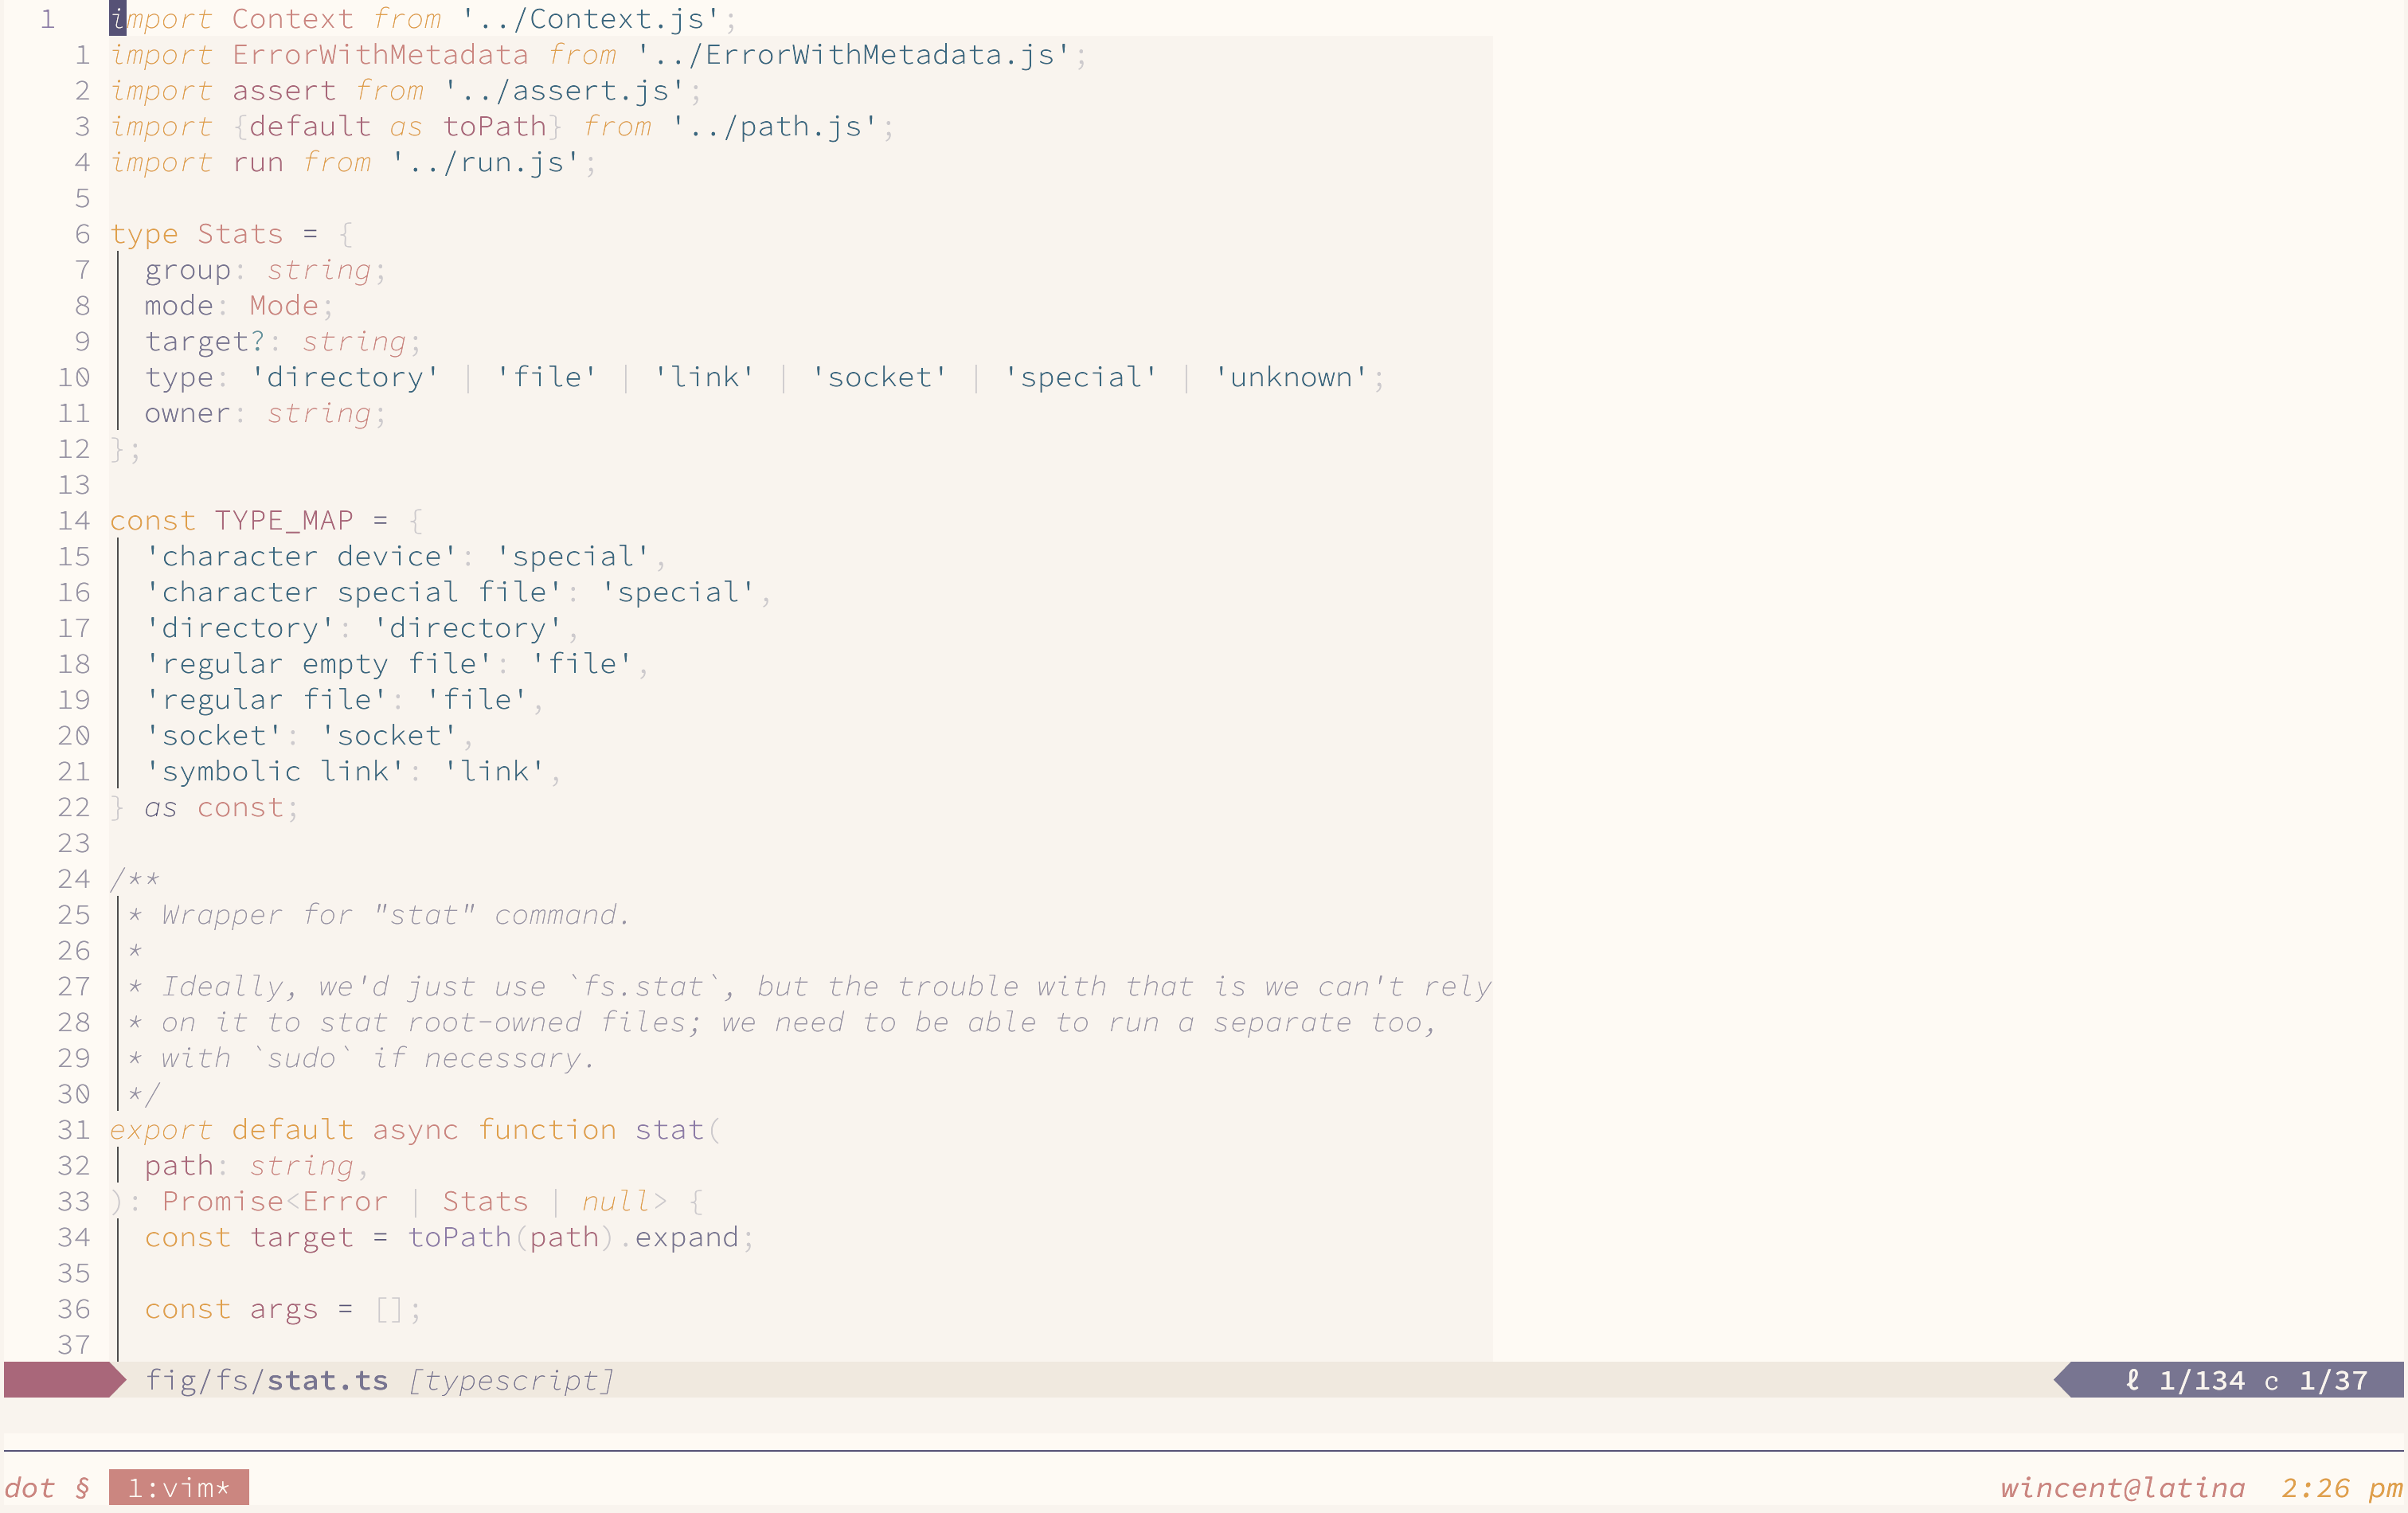 1   import Context from '../Context.js';
  1 import ErrorWithMetadata from '../ErrorWithMetadata.js';
  2 import assert from '../assert.js';
  3 import {default as toPath} from '../path.js';
  4 import run from '../run.js';
  5
  6 type Stats = {
  7   group: string;
  8   mode: Mode;
  9   target?: string;
 10   type: 'directory' | 'file' | 'link' | 'socket' | 'special' | 'unknown';
 11   owner: string;
 12 };
 13
 14 const TYPE_MAP = {
 15   'character device': 'special',
 16   'character special file': 'special',
 17   'directory': 'directory',
 18   'regular empty file': 'file',
 19   'regular file': 'file',
 20   'socket': 'socket',
 21   'symbolic link': 'link',
 22 } as const;
 23
 24 /**
 25  * Wrapper for "stat" command.
 26  *
 27  * Ideally, we'd just use `fs.stat`, but the trouble with that is we can't rely
 28  * on it to stat root-owned files; we need to be able to run a separate too,
 29  * with `sudo` if necessary.
 30  */
 31 export default async function stat(
 32   path: string,
 33 ): Promise<Error | Stats | null> {
 34   const target = toPath(path).expand;
 35
 36   const args = [];
 37
fig/fs/stat.ts [typescript] ℓ 1/134 c 1/37
dot § 1:vim* wincent@latina 2:26 pm